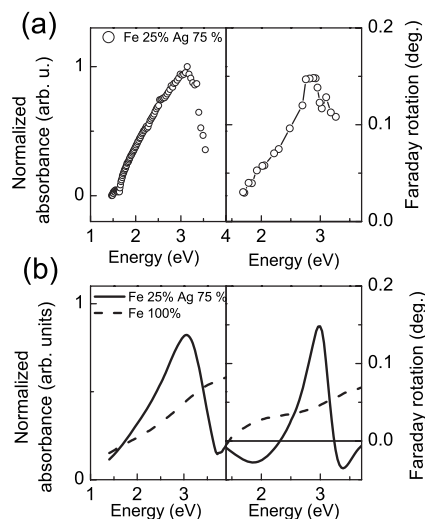 (a)
Fe 25% Ag 75 %
Normalized
absorbance (arb. u.)
1
0
0.2
0.1
0.0
Faraday rotation (deg.)
1 2 3 4 2 3
Energy (eV) Energy (eV)
(b)
Fe 25% Ag 75 %
Fe 100%
Normalized
absorbance (arb. units)
1
1
0
0.2
0.1
0.0
Faraday rotation (deg.)
2 3 2 3
Energy (eV) Energy (eV)